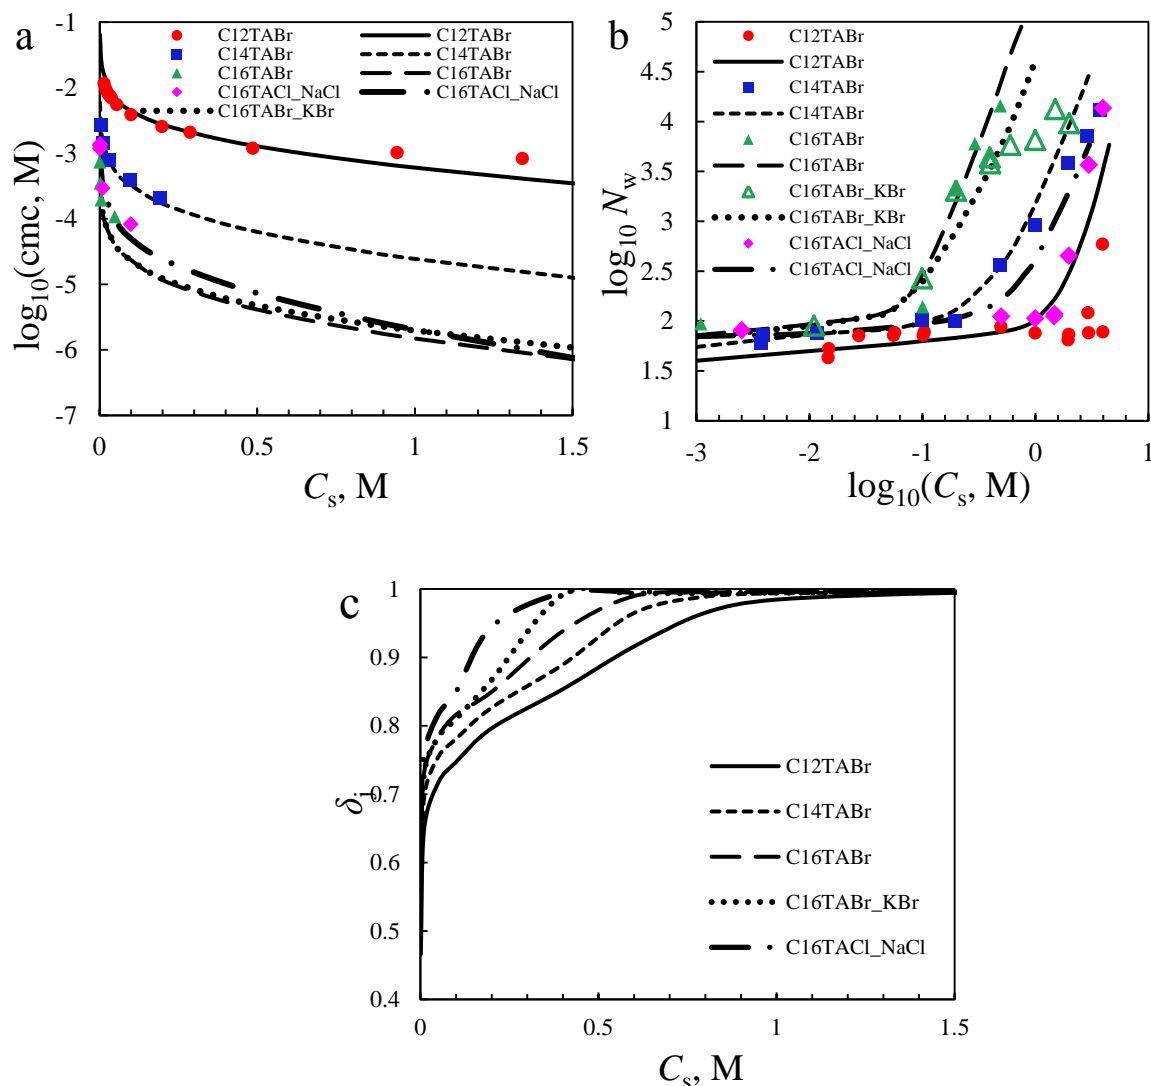 a
-1
-2
-3
-4
-5
-6
-7
log10(cmc, M)
C12TABr
C12TABr
C14TABr
C14TABr
C16TABr
C16TABr
C16TACl_NaCl
C16TACl_NaCl
C16TABr_KBr
0
0.5
1
1.5
Cs, M
b
5
4.5
4
3.5
3
2.5
2
1.5
1
log10 Nw
C12TABr
C12TABr
C14TABr
C14TABr
C16TABr
C16TABr
C16TABr_KBr
C16TABr_KBr
C16TACl_NaCl
C16TACl_NaCl
-3
-2
-1
0
1
log10(Cs, M)
c
1
0.9
0.8
0.7
0.6
0.5
0.4
δi
C12TABr
C14TABr
C16TABr
C16TABr_KBr
C16TACl_NaCl
0
0.5
1
1.5
Cs, M